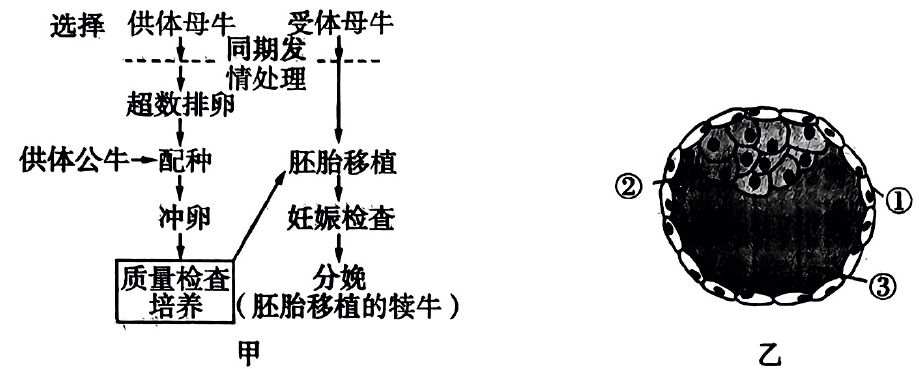 选择 供体母牛 受体母牛
同期发
情处理
超数排卵
供体公牛 配种 胚胎移植
冲卵 妊娠检查
质量检查 分娩
培养 (胚胎移植的犊牛)
甲
②
①
③
乙